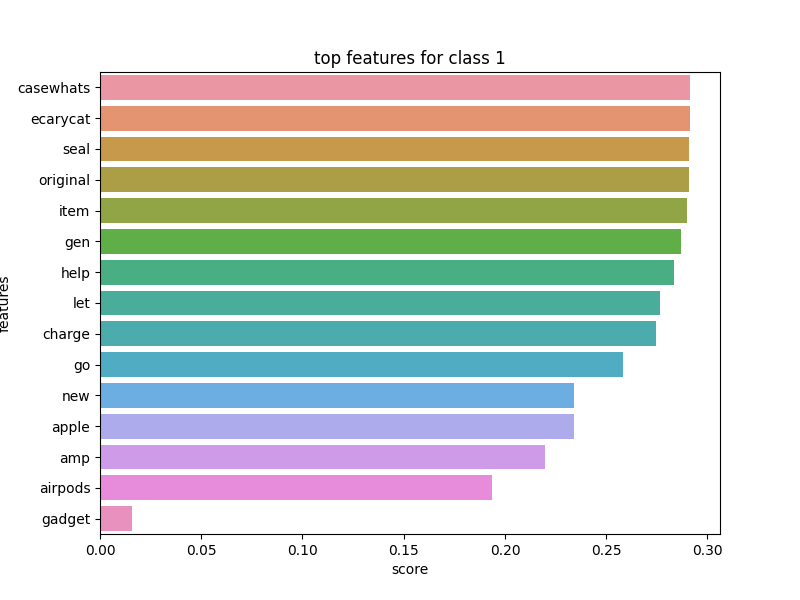 top features for class 1
casewhats
ecarycat
seal
original
item
gen
help
let
charge
go
new
apple
amp
airpods
gadget
features
0.00 0.05 0.10 0.15 0.20 0.25 0.30
score